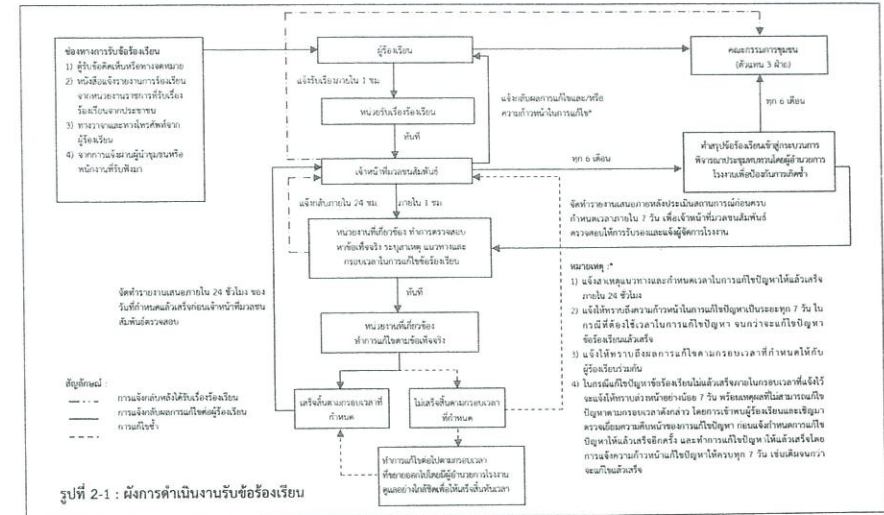 ช่องทางการรับข้อร้องเรียน
1) ตู้รับข้อคิดเห็นหรือทางจดหมาย
2) หนังสือแจ้งรายงานการร้องเรียน
จากหน่วยงานราชการที่รับเรื่อง
ร้องเรียนจากประชาชน
3) ทางวาจาและทางโทรศัพท์จาก
ผู้ร้องเรียน
4) จากการแจ้งผ่านผู้นำชุมชนหรือ
พนักงานที่รับฟังมา
ผู้ร้องเรียน
คณะกรรมการชุมชน
(ตัวแทน 3 ฝ่าย)
แจ้งรับเรื่องภายใน 1 ชม.
หน่วยรับเรื่องร้องเรียน
แจ้งกลับผลการแก้ไขและ/หรือ
ความก้าวหน้าในการแก้ไข*
ทุก 6 เดือน
ทันที
เจ้าหน้าที่มวลชนสัมพันธ์
ทุก 6 เดือน
ทำสรุปข้อร้องเรียนเข้าสู่กระบวนการ
พิจารณาประชุมทบทวนโดยผู้อำนวยการ
โรงงานเพื่อป้องกันการเกิดซ้ำ
แจ้งกลับภายใน 24 ชม.
ภายใน 1 ชม.
จัดทำรายงานเสนอภายหลังประเมินสถานการณ์ก่อนครบ
กำหนดเวลาภายใน 7 วัน เพื่อเจ้าหน้าที่มวลชนสัมพันธ์
ตรวจสอบให้การรับรองและแจ้งผู้จัดการโรงงาน
หน่วยงานที่เกี่ยวข้อง ทำการตรวจสอบ
หาข้อเท็จจริง ระบุสาเหตุ แนวทางและ
กรอบเวลาในการแก้ไขข้อร้องเรียน
จัดทำรายงานเสนอภายใน 24 ชั่วโมง ของ
วันที่กำหนดแล้วเสร็จก่อนเจ้าหน้าที่มวลชน
สัมพันธ์ตรวจสอบ
ทันที
หน่วยงานที่เกี่ยวข้อง
ทำการแก้ไขตามข้อเท็จจริง
หมายเหตุ :*
1) แจ้งสาเหตุแนวทางและกำหนดเวลาในการแก้ไขปัญหาให้แล้วเสร็จ
ภายใน 24 ชั่วโมง
2) แจ้งให้ทราบถึงความก้าวหน้าในการแก้ไขปัญหาเป็นระยะทุก 7 วัน ใน
กรณีที่ต้องใช้เวลาในการแก้ไขปัญหา จนกว่าจะแก้ไขปัญหา
ข้อร้องเรียนแล้วเสร็จ
3) แจ้งให้ทราบถึงผลการแก้ไขตามกรอบเวลาที่กำหนดให้กับ
ผู้ร้องเรียนร่วมกัน
4) ในกรณีแก้ไขปัญหาข้อร้องเรียนไม่แล้วเสร็จภายในกรอบเวลาที่แจ้งไว้
จะแจ้งให้ทราบล่วงหน้าอย่างน้อย 7 วัน พร้อมเหตุผลที่ไม่สามารถแก้ไข
ปัญหาตามกรอบเวลาดังกล่าว โดยการเข้าพบผู้ร้องเรียนและเชิญมา
ตรวจเยี่ยมความคืบหน้าของการแก้ไขปัญหา ก่อนแจ้งกำหนดการแก้ไข
ปัญหาให้แล้วเสร็จอีกครั้ง และทำการแก้ไขปัญหาให้แล้วเสร็จโดย
การแจ้งความก้าวหน้าแก้ไขปัญหาให้ครบทุก 7 วัน เช่นเดิมจนกว่า
จะแก้ไขแล้วเสร็จ
สัญลักษณ์ :
การแจ้งกลับหลังได้รับเรื่องร้องเรียน
การแจ้งกลับผลการแก้ไขต่อผู้ร้องเรียน
การแก้ไขซ้ำ
เสร็จสิ้นตามกรอบเวลาที่
กำหนด
ไม่เสร็จสิ้นตามกรอบเวลา
ที่กำหนด
ทำการแก้ไขต่อไปตามกรอบเวลา
ที่ขยายออกไปโดยมีผู้อำนวยการโรงงาน
ดูแลอย่างใกล้ชิดเพื่อให้เสร็จสิ้นทันเวลา
รูปที่ 2-1 : ผังการดำเนินงานรับข้อร้องเรียน